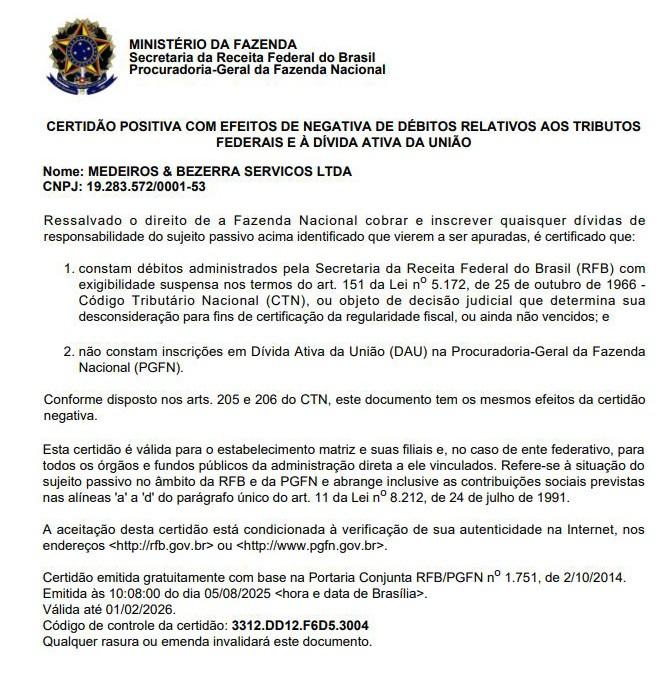 MINISTÉRIO DA FAZENDA
Secretaria da Receita Federal do Brasil
Procuradoria-Geral da Fazenda Nacional
CERTIDÃO POSITIVA COM EFEITOS DE NEGATIVA DE DÉBITOS RELATIVOS AOS TRIBUTOS
FEDERAIS E À DÍVIDA ATIVA DA UNIÃO
Nome: MEDEIROS & BEZERRA SERVICOS LTDA
CNPJ: 19.283.572/0001-53
Ressalvado o direito de a Fazenda Nacional cobrar e inscrever quaisquer dívidas de
responsabilidade do sujeito passivo acima identificado que vierem a ser apuradas, é certificado que:
1. constam débitos administrados pela Secretaria da Receita Federal do Brasil (RFB) com
exigibilidade suspensa nos termos do art. 151 da Lei nº 5.172, de 25 de outubro de 1966 -
Código Tributário Nacional (CTN), ou objeto de decisão judicial que determina sua
desconsideração para fins de certificação da regularidade fiscal, ou ainda não vencidos; e
2. não constam inscrições em Dívida Ativa da União (DAU) na Procuradoria-Geral da Fazenda
Nacional (PGFN).
Conforme disposto nos arts. 205 e 206 do CTN, este documento tem os mesmos efeitos da certidão
negativa.
Esta certidão é válida para o estabelecimento matriz e suas filiais e, no caso de ente federativo, para
todos os órgãos e fundos públicos da administração direta a ele vinculados. Refere-se à situação do
sujeito passivo no âmbito da RFB e da PGFN e abrange inclusive as contribuições sociais previstas
nas alíneas 'a' a 'd' do parágrafo único do art. 11 da Lei nº 8.212, de 24 de julho de 1991.
A aceitação desta certidão está condicionada à verificação de sua autenticidade na Internet, nos
endereços <http://rfb.gov.br> ou <http://www.pgfn.gov.br>.
Certidão emitida gratuitamente com base na Portaria Conjunta RFB/PGFN nº 1.751, de 2/10/2014.
Emitida às 10:08:00 do dia 05/08/2025 <hora e data de Brasília>.
Válida até 01/02/2026.
Código de controle da certidão: 3312.DD12.F6D5.3004
Qualquer rasura ou emenda invalidará este documento.